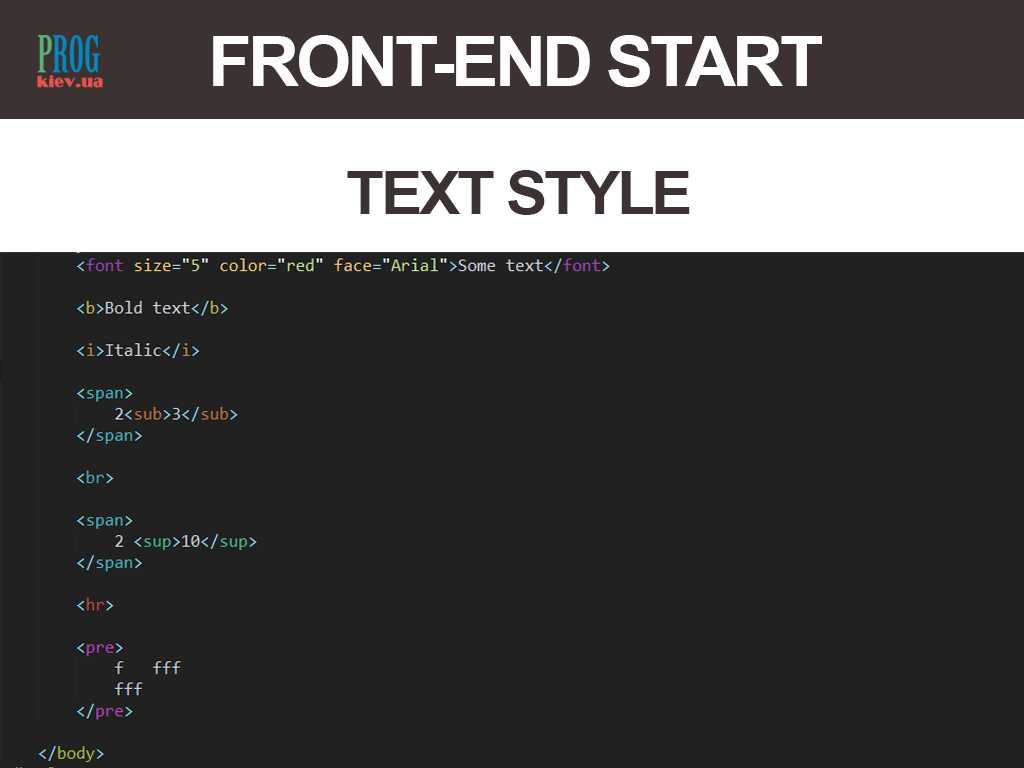 PROG
kiev.ua
FRONT-END START
TEXT STYLE
<font size="5" color="red" face="Arial">Some text</font>
<b>Bold text</b>
<i>Italic</i>
<span>
2<sub>3</sub>
</span>
<br>
<span>
2 <sup>10</sup>
</span>
<hr>
<pre>
f   fff
fff
</pre>
</body>